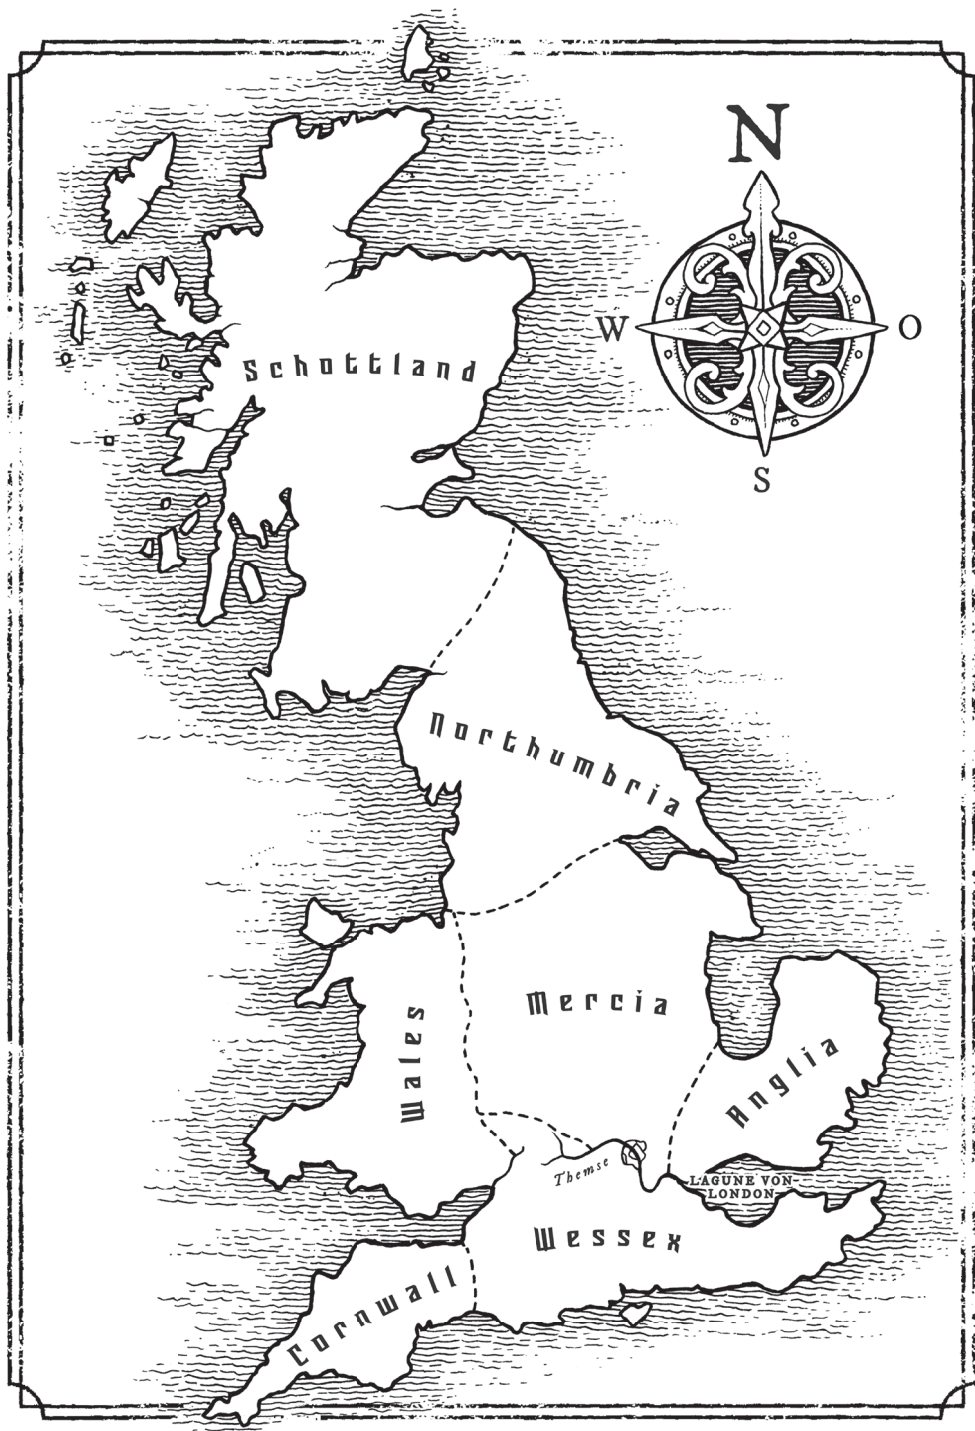 N
W
O
S
Schottland
Northumbria
Mercia
Wales
Anglia
Themse
LAGUNE VON
LONDON
Wessex
Cornwall